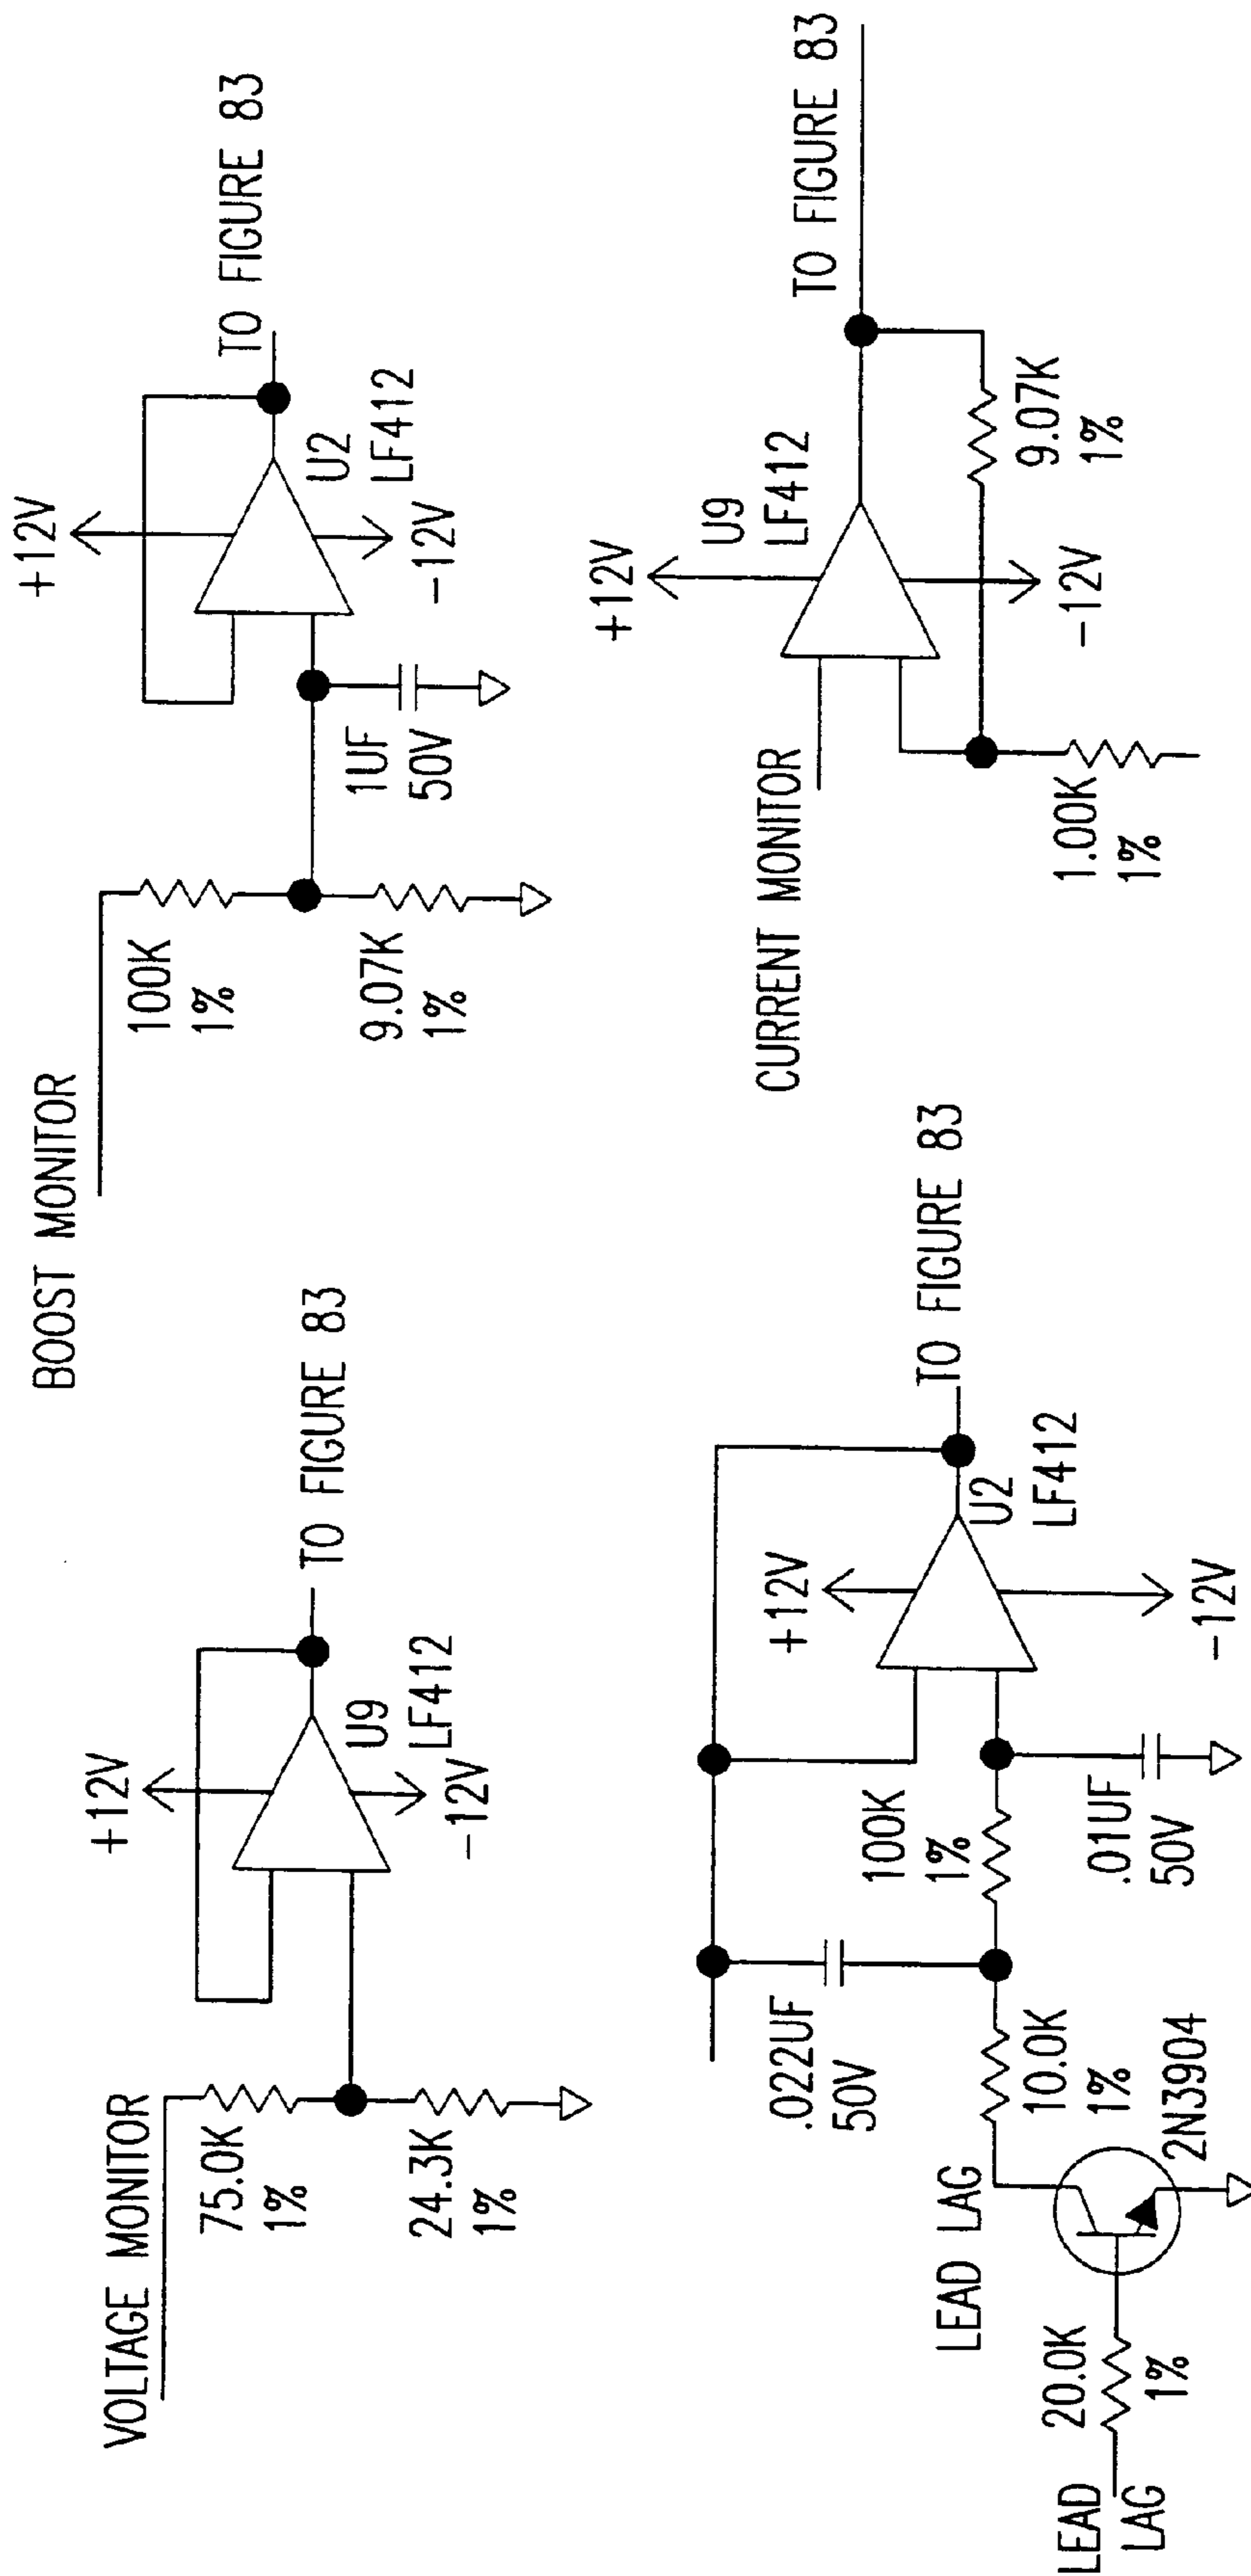 VOLTAGE MONITOR
75.0K
1%
24.3K
1%
+12V
U9
LF412
-12V
TO FIGURE 83
BOOST MONITOR
100K
1%
9.07K
1%
1UF
50V
+12V
U2
LF412
-12V
TO FIGURE 83
LEAD
LAG
20.0K
1%
LEAD LAG
2N3904
10.0K
1%
.022UF
50V
100K
1%
.01UF
50V
+12V
U2
LF412
-12V
TO FIGURE 83
CURRENT MONITOR
1.00K
1%
+12V
U9
LF412
-12V
9.07K
1%
TO FIGURE 83